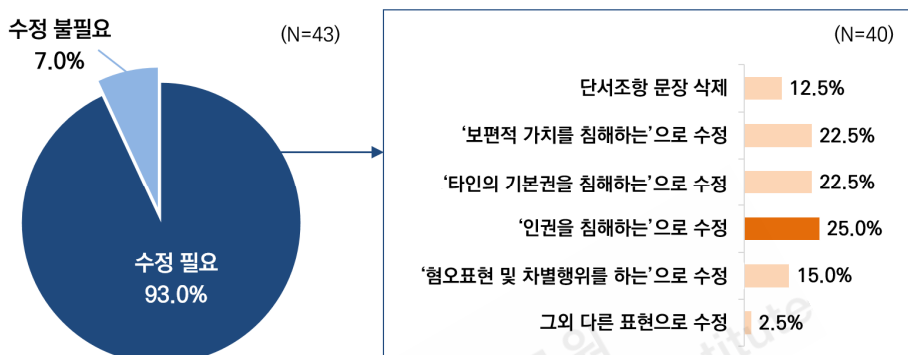 수정 불필요
7.0%
(N=43)
수정 필요
93.0%
(N=40)
단서조항 문장 삭제 12.5%
‘보편적 가치를 침해하는’으로 수정 22.5%
‘타인의 기본권을 침해하는’으로 수정 22.5%
‘인권을 침해하는’으로 수정 25.0%
‘혐오표현 및 차별행위를 하는’으로 수정 15.0%
그외 다른 표현으로 수정 2.5%